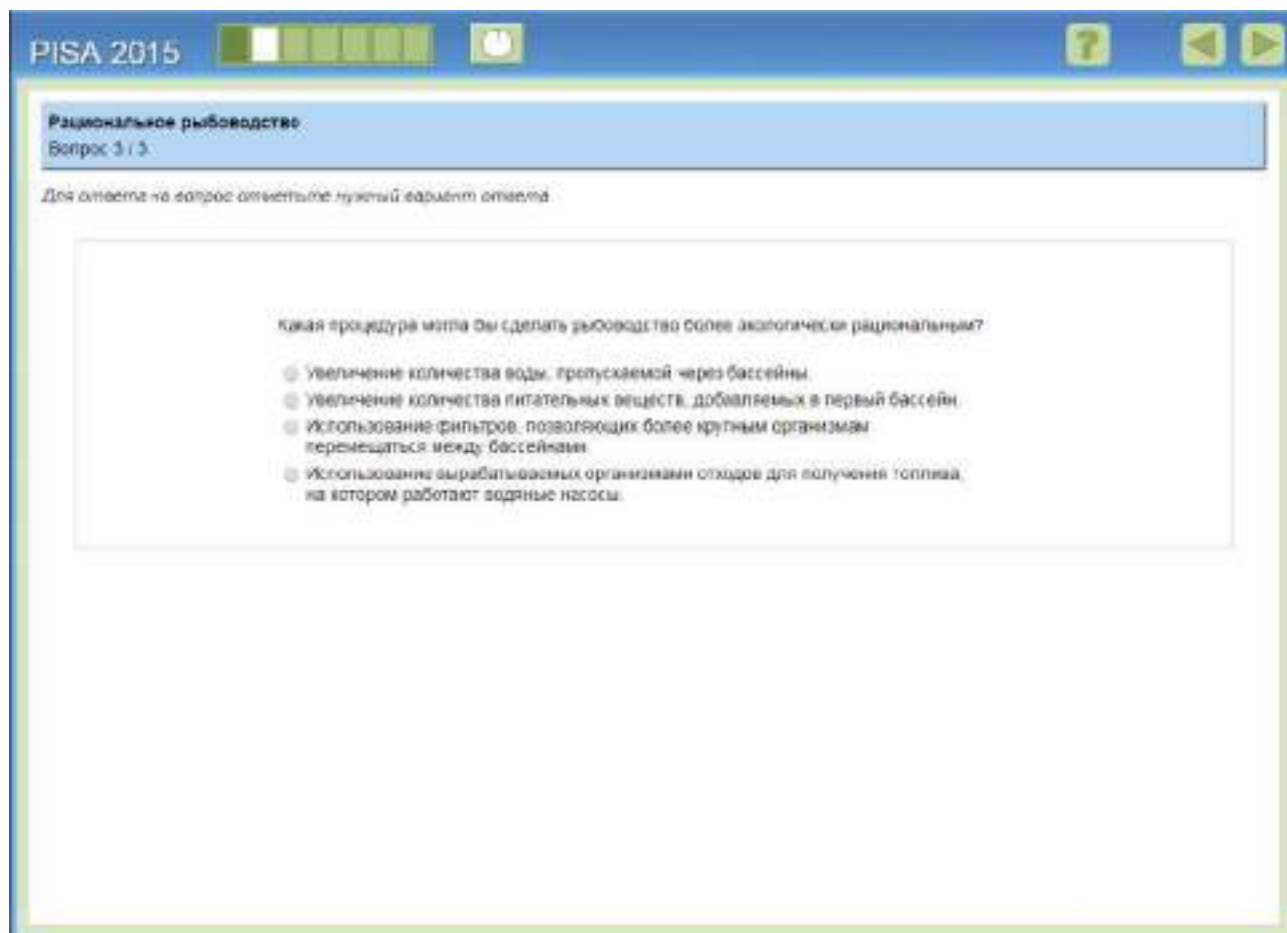 PISA 2015
?
Рациональное рыбоводство
Вопрос 3 / 3
Для ответа на вопрос отметьте нужный вариант ответа.
Какая процедура могла бы сделать рыбоводство более экологически рациональным?
Увеличение количества воды, пропускаемой через бассейны.
Увеличение количества питательных веществ, добавляемых в первый бассейн.
Использование фильтров, позволяющих более крупным организмам
перемещаться между бассейнами.
Использование вырабатываемых организмами отходов для получения топлива,
на котором работают водяные насосы.